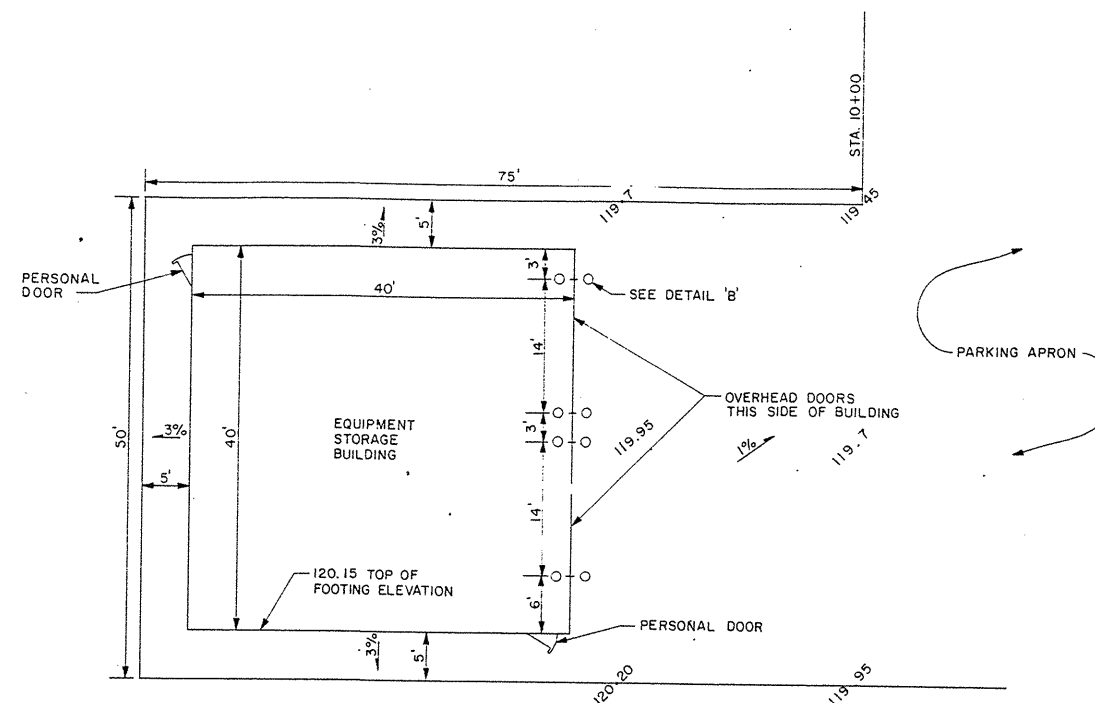 STA. 10+00
75'
119.7
119.45
3%
5'
PERSONAL
DOOR
3'
40'
SEE DETAIL 'B'
14'
PARKING APRON
OVERHEAD DOORS
THIS SIDE OF BUILDING
EQUIPMENT
STORAGE
BUILDING
3'
50'
3%
40'
119.95
1%
119.7
5'
14'
120.15 TOP OF
FOOTING ELEVATION
6'
PERSONAL DOOR
3%
5'
120.20
119.95